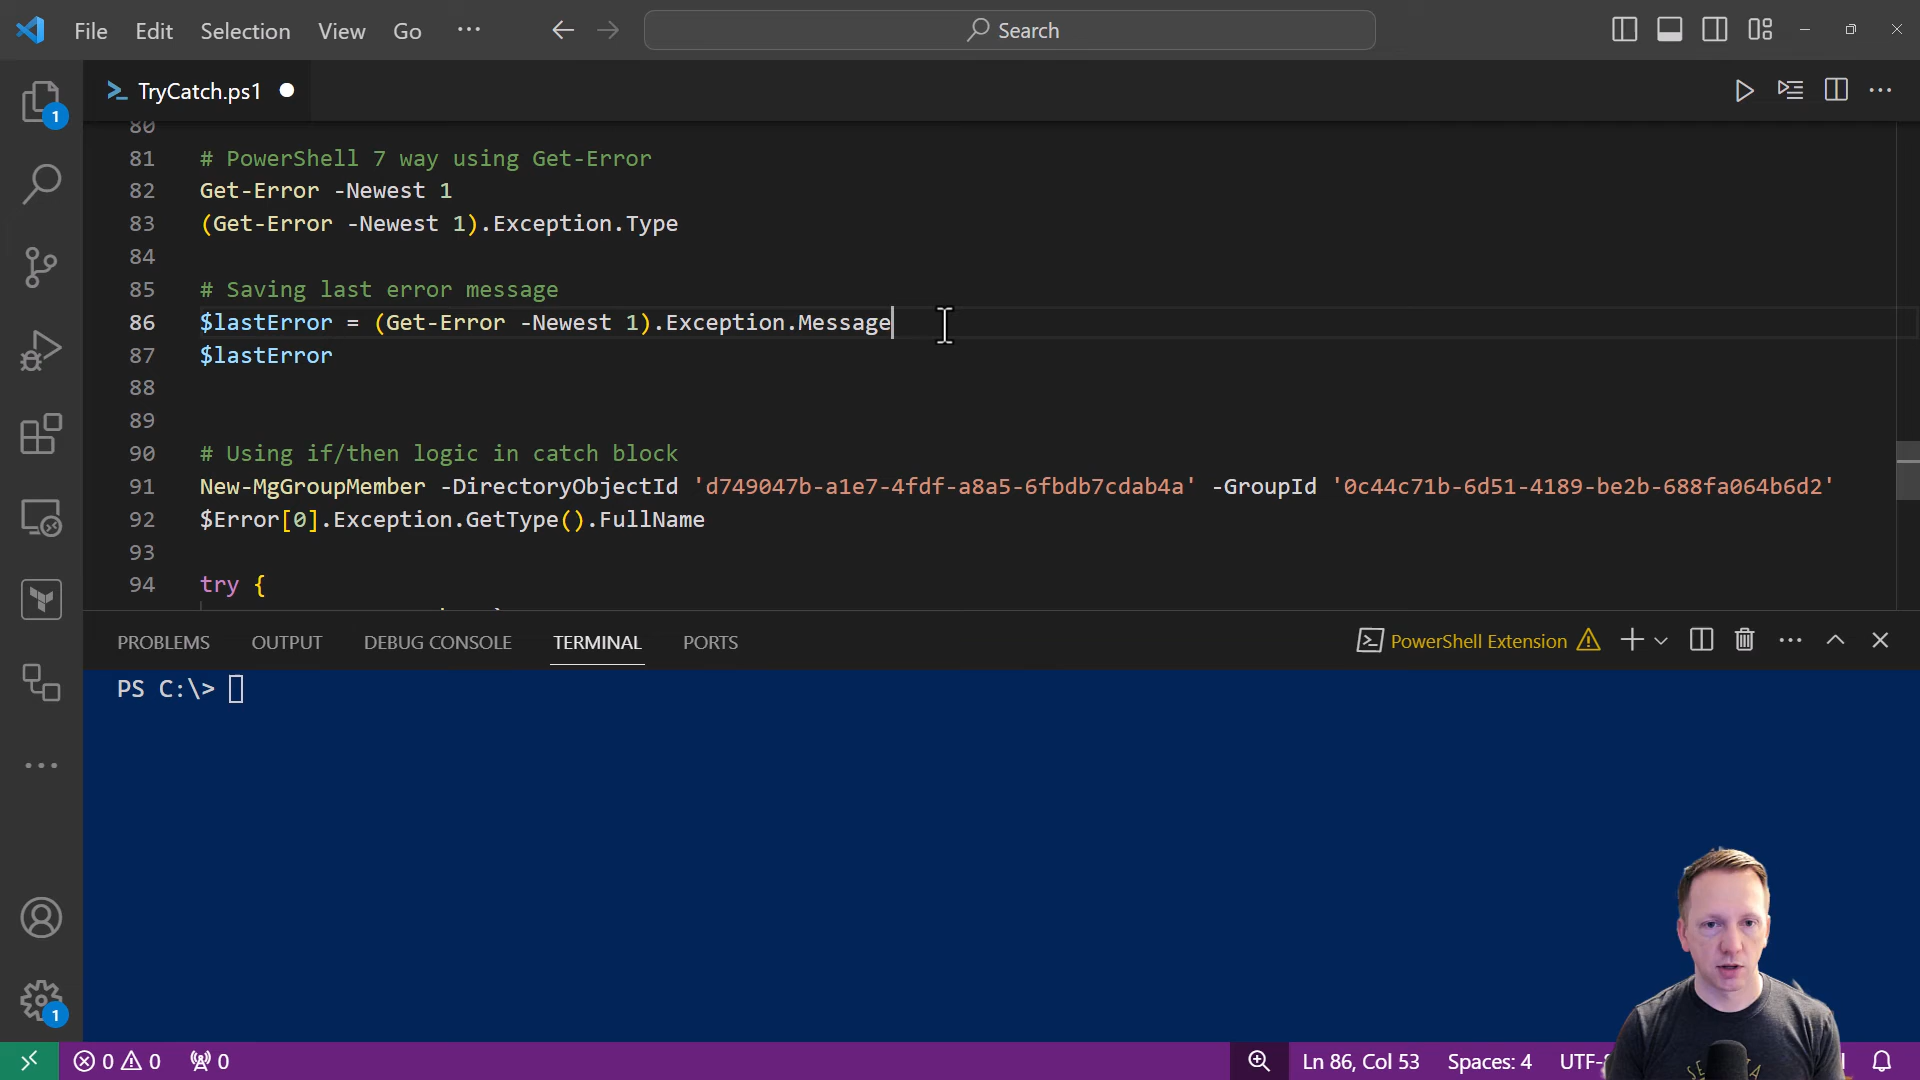 File Edit Selection View Go ··· Search
TryCatch.ps1
80
81 # PowerShell 7 way using Get-Error
82 Get-Error -Newest 1
83 (Get-Error -Newest 1).Exception.Type
84
85 # Saving last error message
86 $lastError = (Get-Error -Newest 1).Exception.Message
87 $lastError
88
89
90 # Using if/then logic in catch block
91 New-MgGroupMember -DirectoryObjectId 'd749047b-a1e7-4fdf-a8a5-6fbdb7cdab4a' -GroupId '0c44c71b-6d51-4189-be2b-688fa064b6d2'
92 $Error[0].Exception.GetType().FullName
93
94 try {
PROBLEMS OUTPUT DEBUG CONSOLE TERMINAL PORTS PowerShell Extension
PS C:\>
1
1
0 0 0 Ln 86, Col 53 Spaces: 4